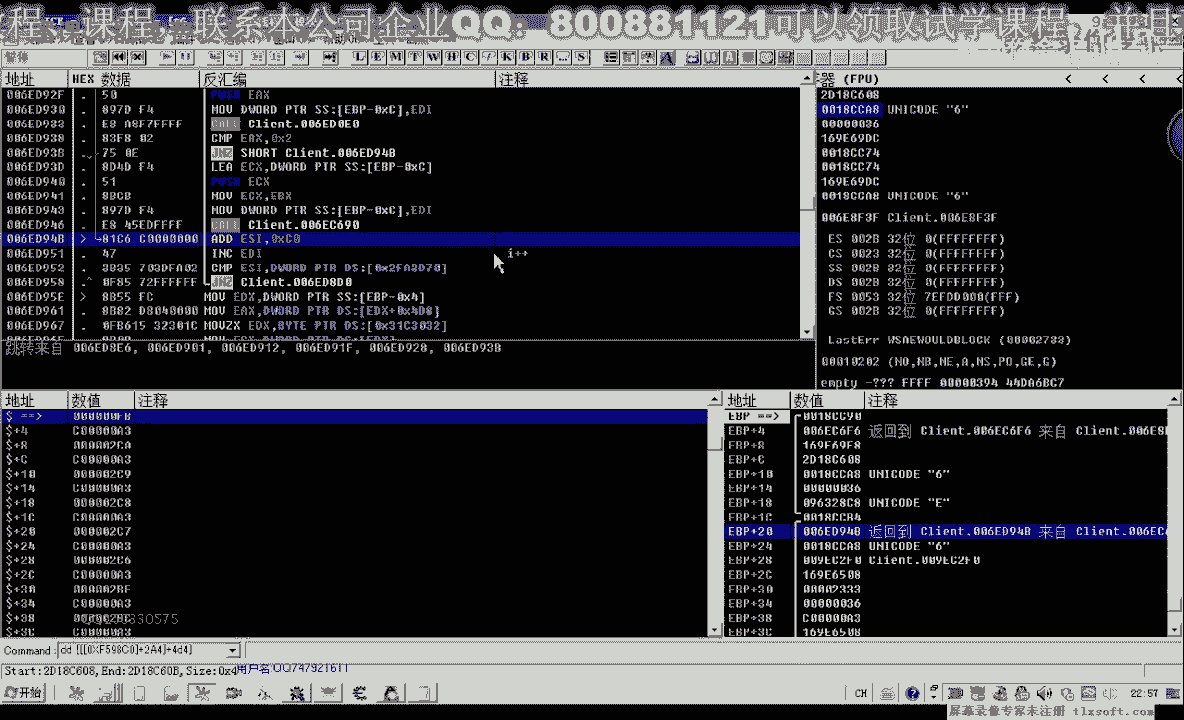 程，课程，联系本公司企业QQ：800881121可以领取试学课程，并且
地址 HEX 数据 反汇编 注释
006ED92F . 50 PUSH EAX
006ED930 . 897D F4 MOV DWORD PTR SS:[EBP-0xC],EDI
006ED933 . E8 A8F7FFFF CALL Client.006ED0E0
006ED938 . 83F8 02 CMP EAX,0x2
006ED93B . 75 0E JNZ SHORT Client.006ED94B
006ED93D . 8D4D F4 LEA ECX,DWORD PTR SS:[EBP-0xC]
006ED940 . 51 PUSH ECX
006ED941 . 8BCB MOV ECX,EBX
006ED943 . 897D F4 MOV DWORD PTR SS:[EBP-0xC],EDI
006ED946 . E8 45EDFFFF CALL Client.006EC690
006ED94B > 81C6 C0000000 ADD ESI,0xC0
006ED951 . 47 INC EDI i++
006ED952 . 3B35 703DFA02 CMP ESI,DWORD PTR DS:[0x2FA3D70]
006ED958 .^ 0F85 72FFFFFF JNZ Client.006ED8D0
006ED95E > 8B55 FC MOV EDX,DWORD PTR SS:[EBP-0x4]
006ED961 . 8B82 D8040000 MOV EAX,DWORD PTR DS:[EDX+0x4D8]
006ED967 . 0FB615 32301C MOVZX EDX,BYTE PTR DS:[0x31C3032]
跳转来自 006ED8E6, 006ED901, 006ED912, 006ED91F, 006ED928, 006ED93B
器 (FPU) < < < <
2D18C608
0018CCA8 UNICODE "6"
00000036
169E69DC
0018CC74
0018CC74
169E69DC
0018CCA8 UNICODE "6"
006E8F3F Client.006E8F3F
ES 002B 32位 0(FFFFFFFF)
CS 0023 32位 0(FFFFFFFF)
SS 002B 32位 0(FFFFFFFF)
DS 002B 32位 0(FFFFFFFF)
FS 0053 32位 7EFDD000(FFF)
GS 002B 32位 0(FFFFFFFF)
LastErr WSAEWOULDBLOCK (00002733)
00010202 (NO,NB,NE,A,NS,PO,GE,G)
empty -??? FFFF 00000394 44DA6BC7
地址 数值 注释
$ ==> 000000FB
$+4 C00000A3
$+8 000002CA
$+C C00000A3
$+10 000002C9
$+14 C00000A3
$+18 000002C8
$+1C C00000A3
$+20 000002C7
$+24 C00000A3
$+28 000002C6
$+2C C00000A3
$+30 000002BF
$+34 C00000A3
$+38
$+3C C00000A3
地址 数值 注释
EBP ==> 0018CC90
EBP+4 006EC6F6 返回到 Client.006EC6F6 来自 Client.006E8
EBP+8 169E69F8
EBP+C 2D18C608
EBP+10 0018CCA8 UNICODE "6"
EBP+14 00000036
EBP+18 096328C8 UNICODE "E"
EBP+1C 0018CCB4
EBP+20 006ED94B 返回到 Client.006ED94B 来自 Client.006EC6
EBP+24 0018CCA8 UNICODE "6"
EBP+28 009EC2F0 Client.009EC2F0
EBP+2C 169E6508
EBP+30 00002333
EBP+34 00000036
EBP+38 C00000A3
EBP+3C 169E6508
Command: dd [[[0XF598C0]+2A4]+4d4]
Start:2D18C608,End:2D18C60B,Size:0x4 用户名:QQ747921611
开始 CH 22:57
屏幕录像专家未注册 tlxsoft.com